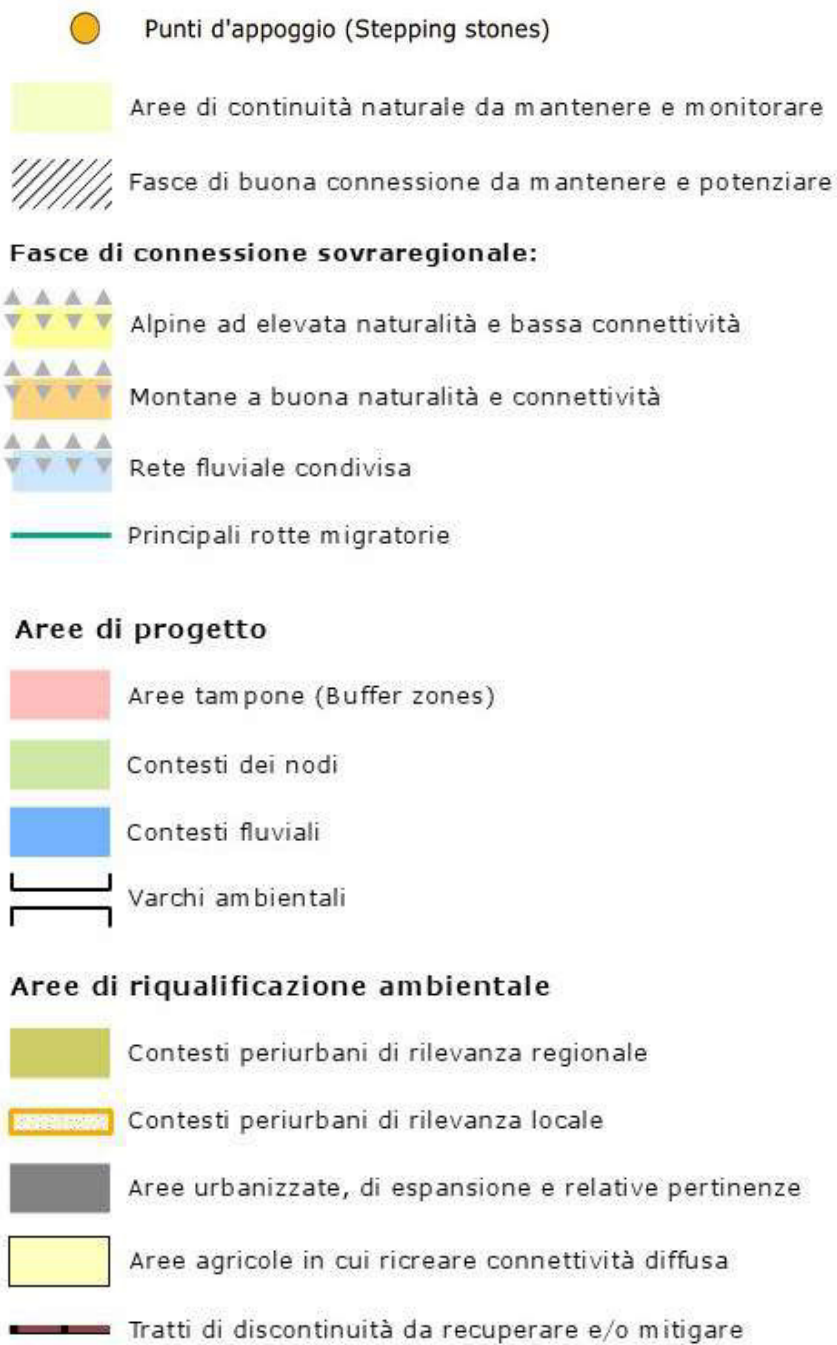 Punti d'appoggio (Stepping stones)
Aree di continuità naturale da mantenere e monitorare
Fasce di buona connessione da mantenere e potenziare
Fasce di connessione sovraregionale:
Alpine ad elevata naturalità e bassa connettività
Montane a buona naturalità e connettività
Rete fluviale condivisa
Principali rotte migratorie
Aree di progetto
Aree tampone (Buffer zones)
Contesti dei nodi
Contesti fluviali
Varchi ambientali
Aree di riqualificazione ambientale
Contesti periurbani di rilevanza regionale
Contesti periurbani di rilevanza locale
Aree urbanizzate, di espansione e relative pertinenze
Aree agricole in cui ricreare connettività diffusa
Tratti di discontinuità da recuperare e/o mitigare